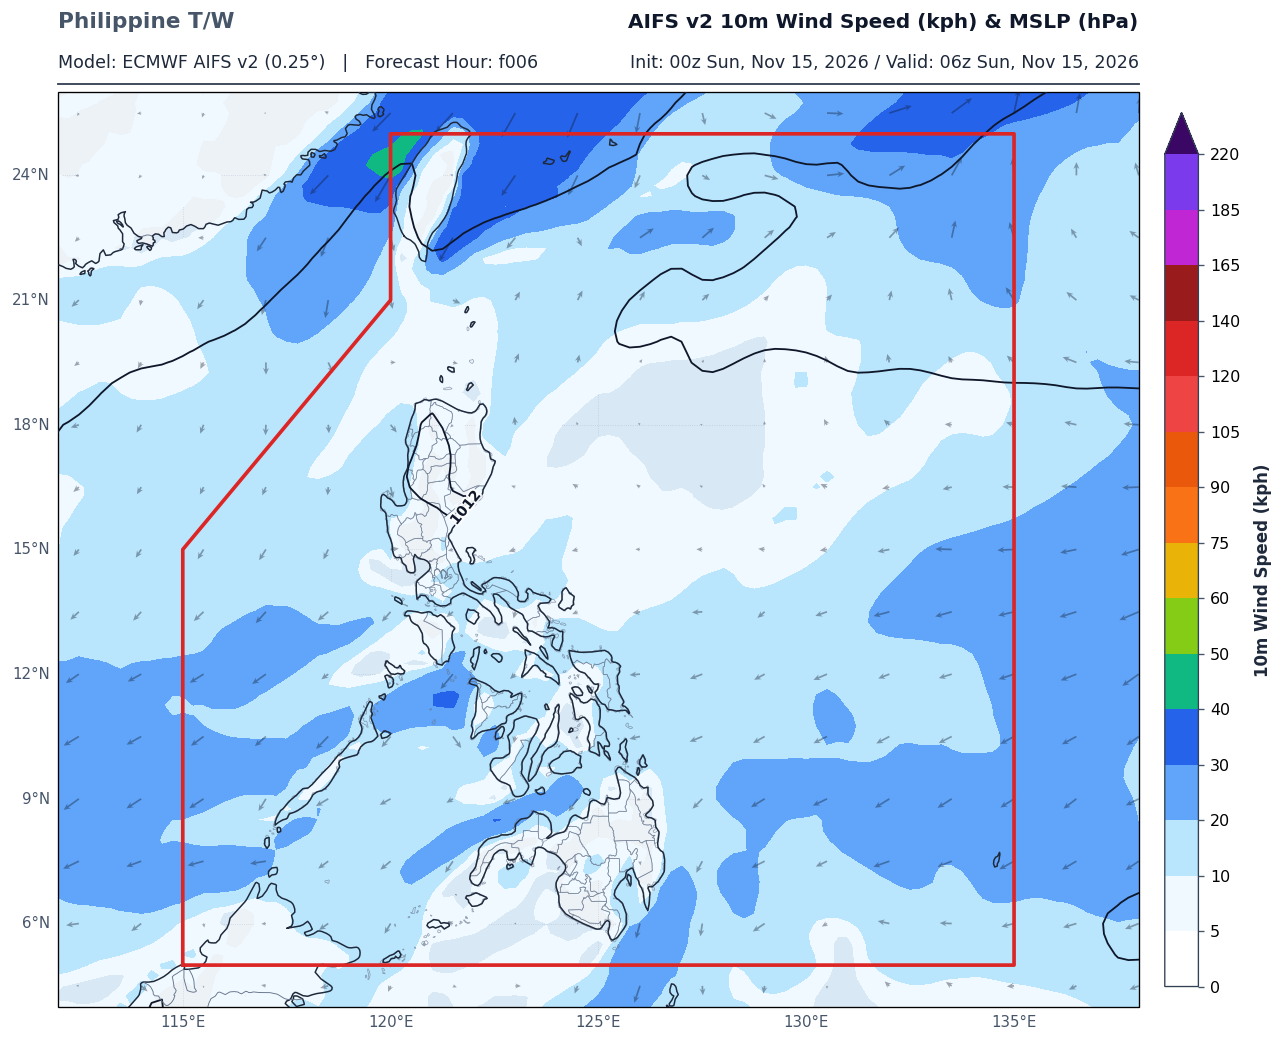 Philippine T/W
AIFS v2 10m Wind Speed (kph) & MSLP (hPa)
Model: ECMWF AIFS v2 (0.25°) | Forecast Hour: f006
Init: 00z Sun, Nov 15, 2026 / Valid: 06z Sun, Nov 15, 2026
24°N
21°N
18°N
15°N
12°N
9°N
6°N
115°E
120°E
125°E
130°E
135°E
1012
220
185
165
140
120
105
90
75
60
50
40
30
20
10
5
0
10m Wind Speed (kph)